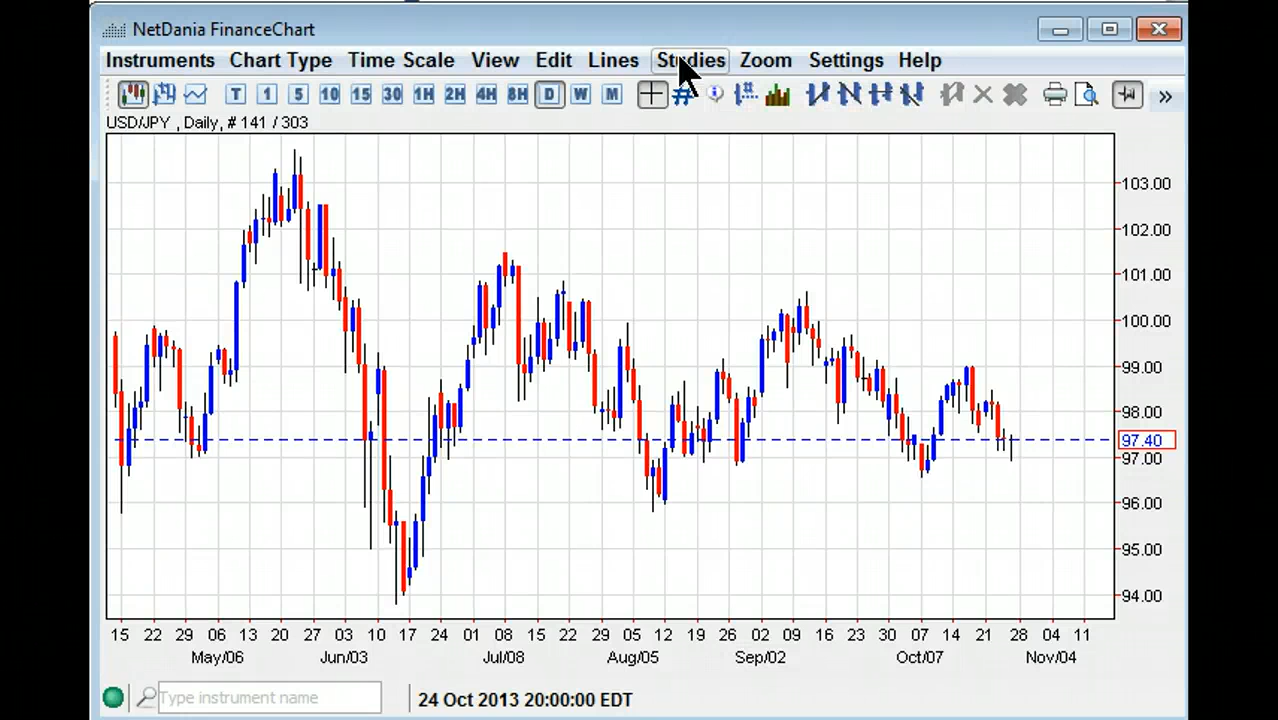 NetDania FinanceChart
Instruments Chart Type Time Scale View Edit Lines Studies Zoom Settings Help
T 1 5 10 15 30 1H 2H 4H 8H D W M »
USD/JPY , Daily, # 141 / 303
103.00
102.00
101.00
100.00
99.00
98.00
97.40
97.00
96.00
95.00
94.00
15 22 29 06 13 20 27 03 10 17 24 01 08 15 22 29 05 12 19 26 02 09 16 23 30 07 14 21 28 04 11
May/06 Jun/03 Jul/08 Aug/05 Sep/02 Oct/07 Nov/04
Type instrument name 24 Oct 2013 20:00:00 EDT